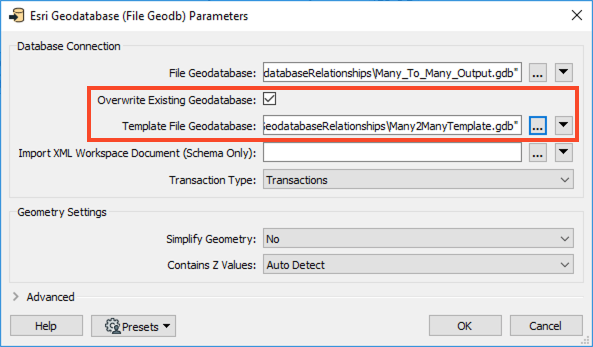 Esri Geodatabase (File Geodb) Parameters
Database Connection
File Geodatabase: databaseRelationships\Many_To_Many_Output.gdb" ...
Overwrite Existing Geodatabase:
Template File Geodatabase: GeodatabaseRelationships\Many2ManyTemplate.gdb" ...
Import XML Workspace Document (Schema Only): ...
Transaction Type: Transactions
Geometry Settings
Simplify Geometry: No
Contains Z Values: Auto Detect
Advanced
Help Presets OK Cancel